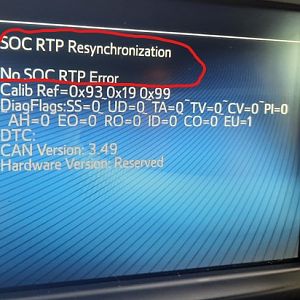 SOC RTP Resynchronization
No SOC RTP Error
Calib Ref=0x93 0x19 0x99
DiagFlags:SS=0 UD=0 TA=0 TV=0 CV=0 PI=0
AH=0 EO=0 RO=0 ID=0 CO=0 EU=1
DTC:
CAN Version: 3.49
Hardware Version: Reserved